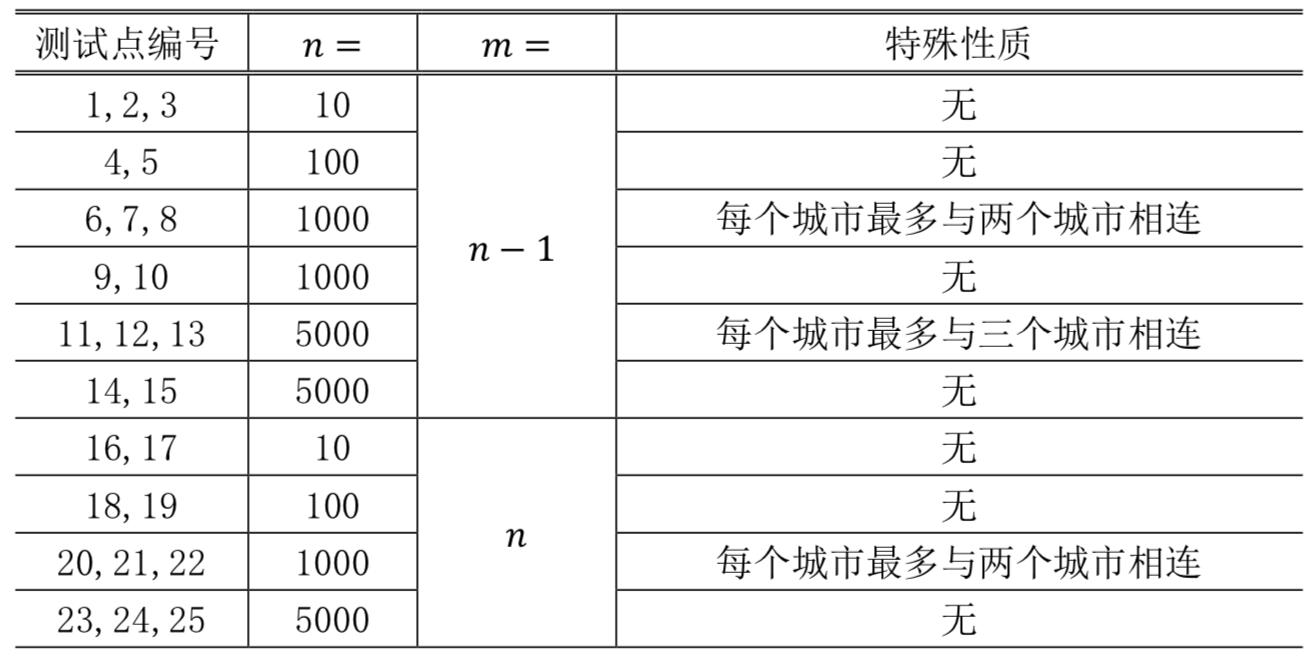 测试点编号 n = m = 特殊性质
1, 2, 3 10 无
4, 5 100 无
6, 7, 8 1000 每个城市最多与两个城市相连
n − 1
9, 10 1000 无
11, 12, 13 5000 每个城市最多与三个城市相连
14, 15 5000 无
16, 17 10 无
18, 19 100 无
n
20, 21, 22 1000 每个城市最多与两个城市相连
23, 24, 25 5000 无